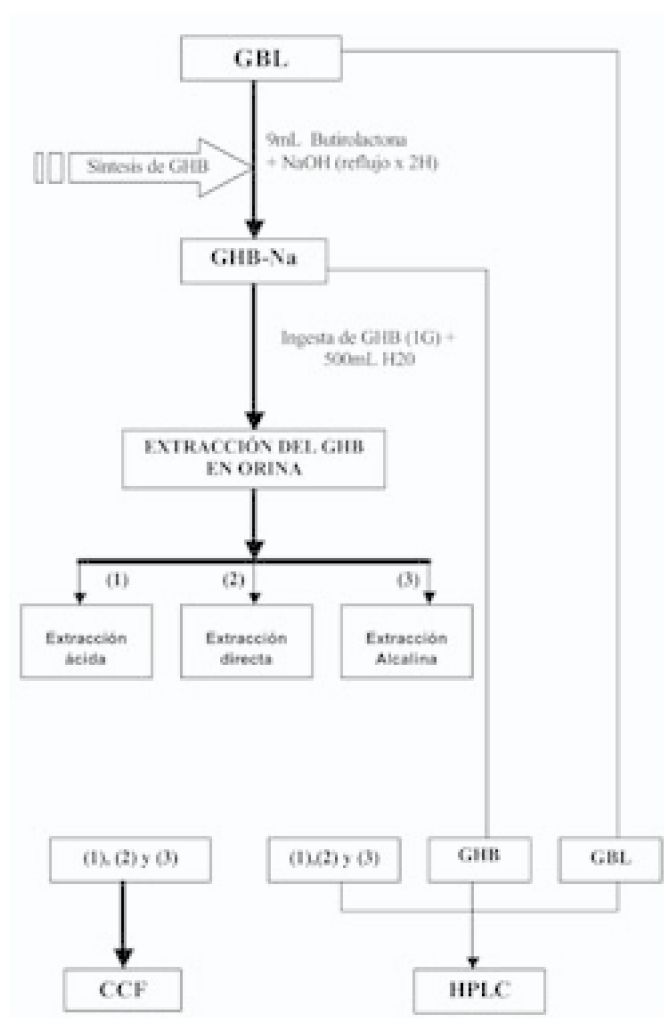 GBL
9mL Butirolactona
+ NaOH (reflujo x 2H)
Síntesis de GHB
GHB-Na
Ingesta de GHB (1G) +
500mL H20
EXTRACCIÓN DEL GHB
EN ORINA
(1)
(2)
(3)
Extracción
ácida
Extracción
directa
Extracción
Alcalina
(1), (2) y (3)
(1),(2) y (3)
GHB
GBL
CCF
HPLC